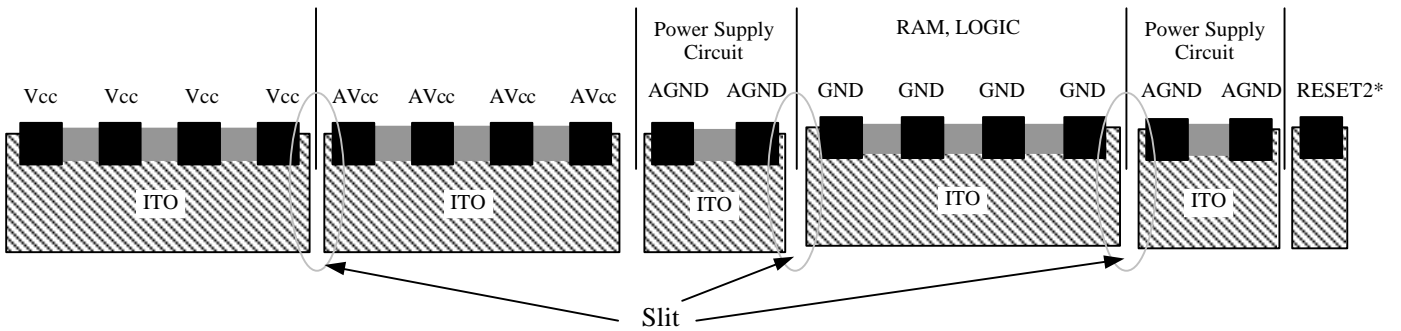 Power Supply
Circuit
RAM, LOGIC
Power Supply
Circuit
Vcc Vcc Vcc Vcc AVcc AVcc AVcc AVcc AGND AGND GND GND GND GND AGND AGND RESET2*
ITO ITO ITO ITO ITO
Slit